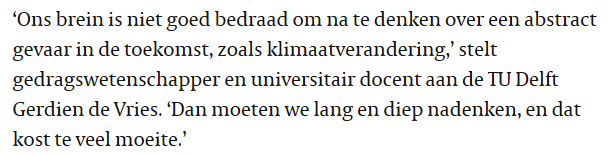 ‘Ons brein is niet goed bedraad om na te denken over een abstract
gevaar in de toekomst, zoals klimaatverandering,’ stelt
gedragswetenschapper en universitair docent aan de TU Delft
Gerdien de Vries. ‘Dan moeten we lang en diep nadenken, en dat
kost te veel moeite.’